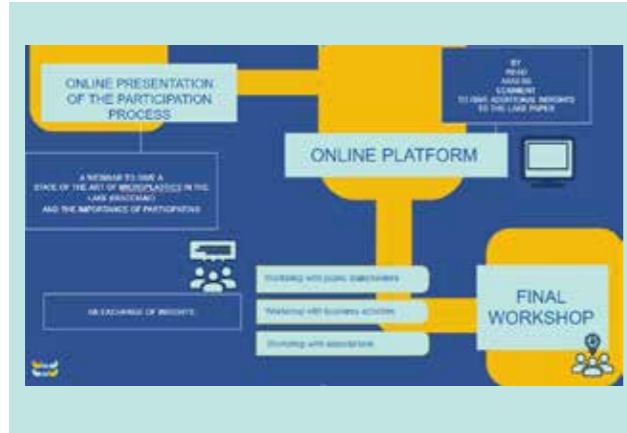 ONLINE PRESENTATION
OF THE PARTICIPATION
PROCESS
BY
READ
ASSESS
COMMENT
TO GIVE ADDITIONAL INSIGHTS
TO THE LAKE PAPER
ONLINE PLATFORM
A WEBINAR TO GIVE A
STATE OF THE ART OF MICROPLASTICS IN THE
LAKE (BRACCIANO)
AND THE IMPORTANCE OF PARTICIPATING
Workshop with public stakeholders
AN EXCHANGE OF INSIGHTS
Workshop with business activities
Workshop with associations
FINAL
WORKSHOP